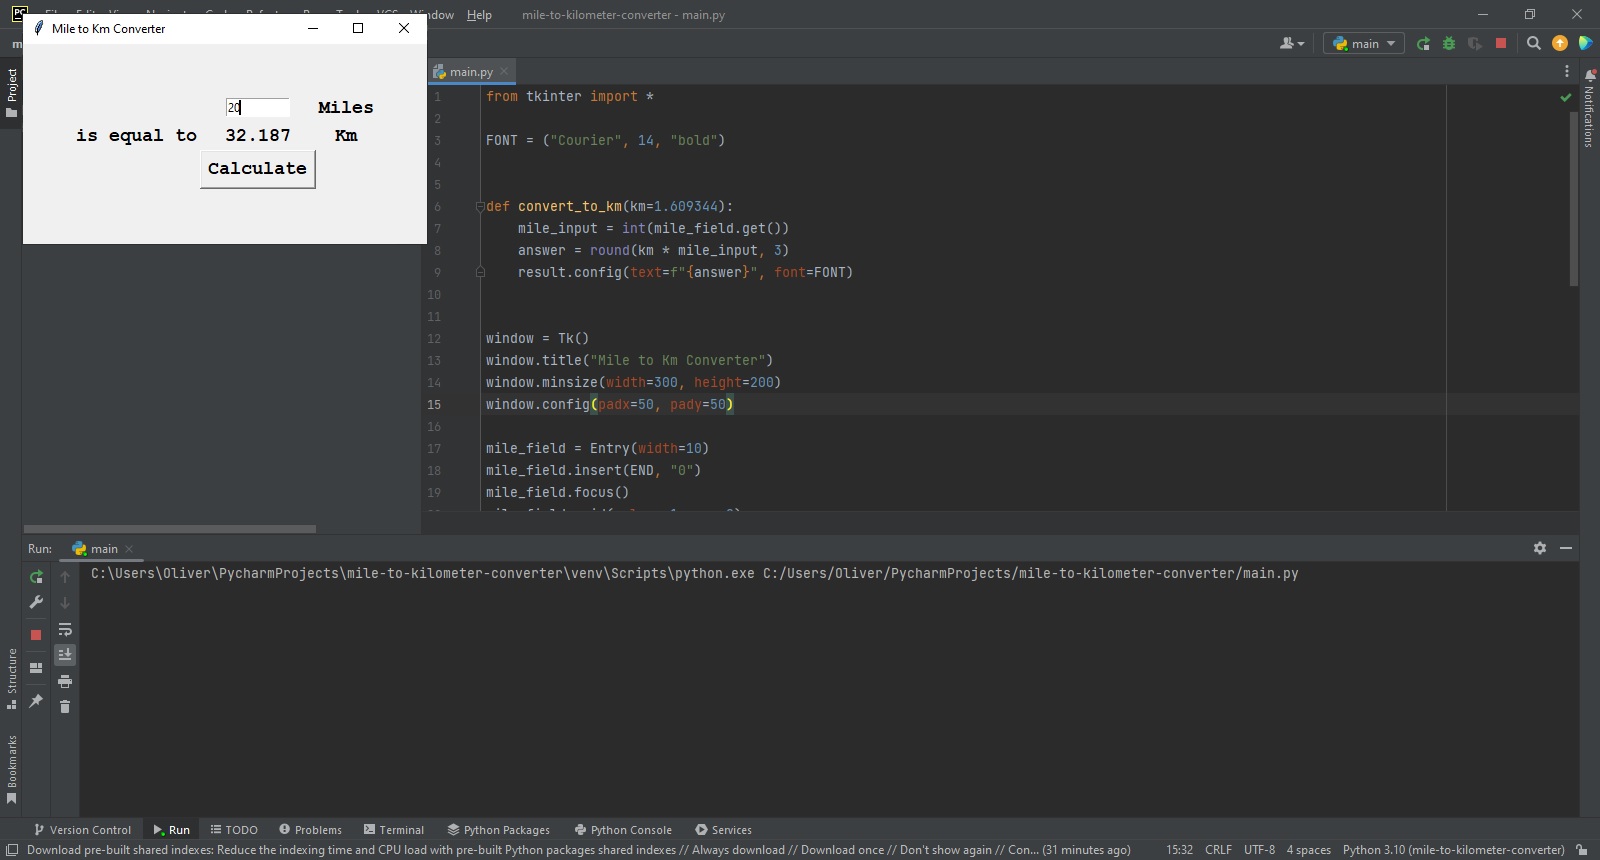 PC
Window Help mile-to-kilometer-converter - main.py
Mile to Km Converter
20 Miles
is equal to 32.187 Km
Calculate
main
Project
main.py
1 from tkinter import *
2
3 FONT = ("Courier", 14, "bold")
4
5
6 def convert_to_km(km=1.609344):
7 mile_input = int(mile_field.get())
8 answer = round(km * mile_input, 3)
9 result.config(text=f"{answer}", font=FONT)
10
11
12 window = Tk()
13 window.title("Mile to Km Converter")
14 window.minsize(width=300, height=200)
15 window.config(padx=50, pady=50)
16
17 mile_field = Entry(width=10)
18 mile_field.insert(END, "0")
19 mile_field.focus()
Notifications
Run: main
C:\Users\Oliver\PycharmProjects\mile-to-kilometer-converter\venv\Scripts\python.exe C:/Users/Oliver/PycharmProjects/mile-to-kilometer-converter/main.py
Structure
Bookmarks
Version Control Run TODO Problems Terminal Python Packages Python Console Services
Download pre-built shared indexes: Reduce the indexing time and CPU load with pre-built Python packages shared indexes // Always download // Download once // Don't show again // Con... (31 minutes ago) 15:32 CRLF UTF-8 4 spaces Python 3.10 (mile-to-kilometer-converter)